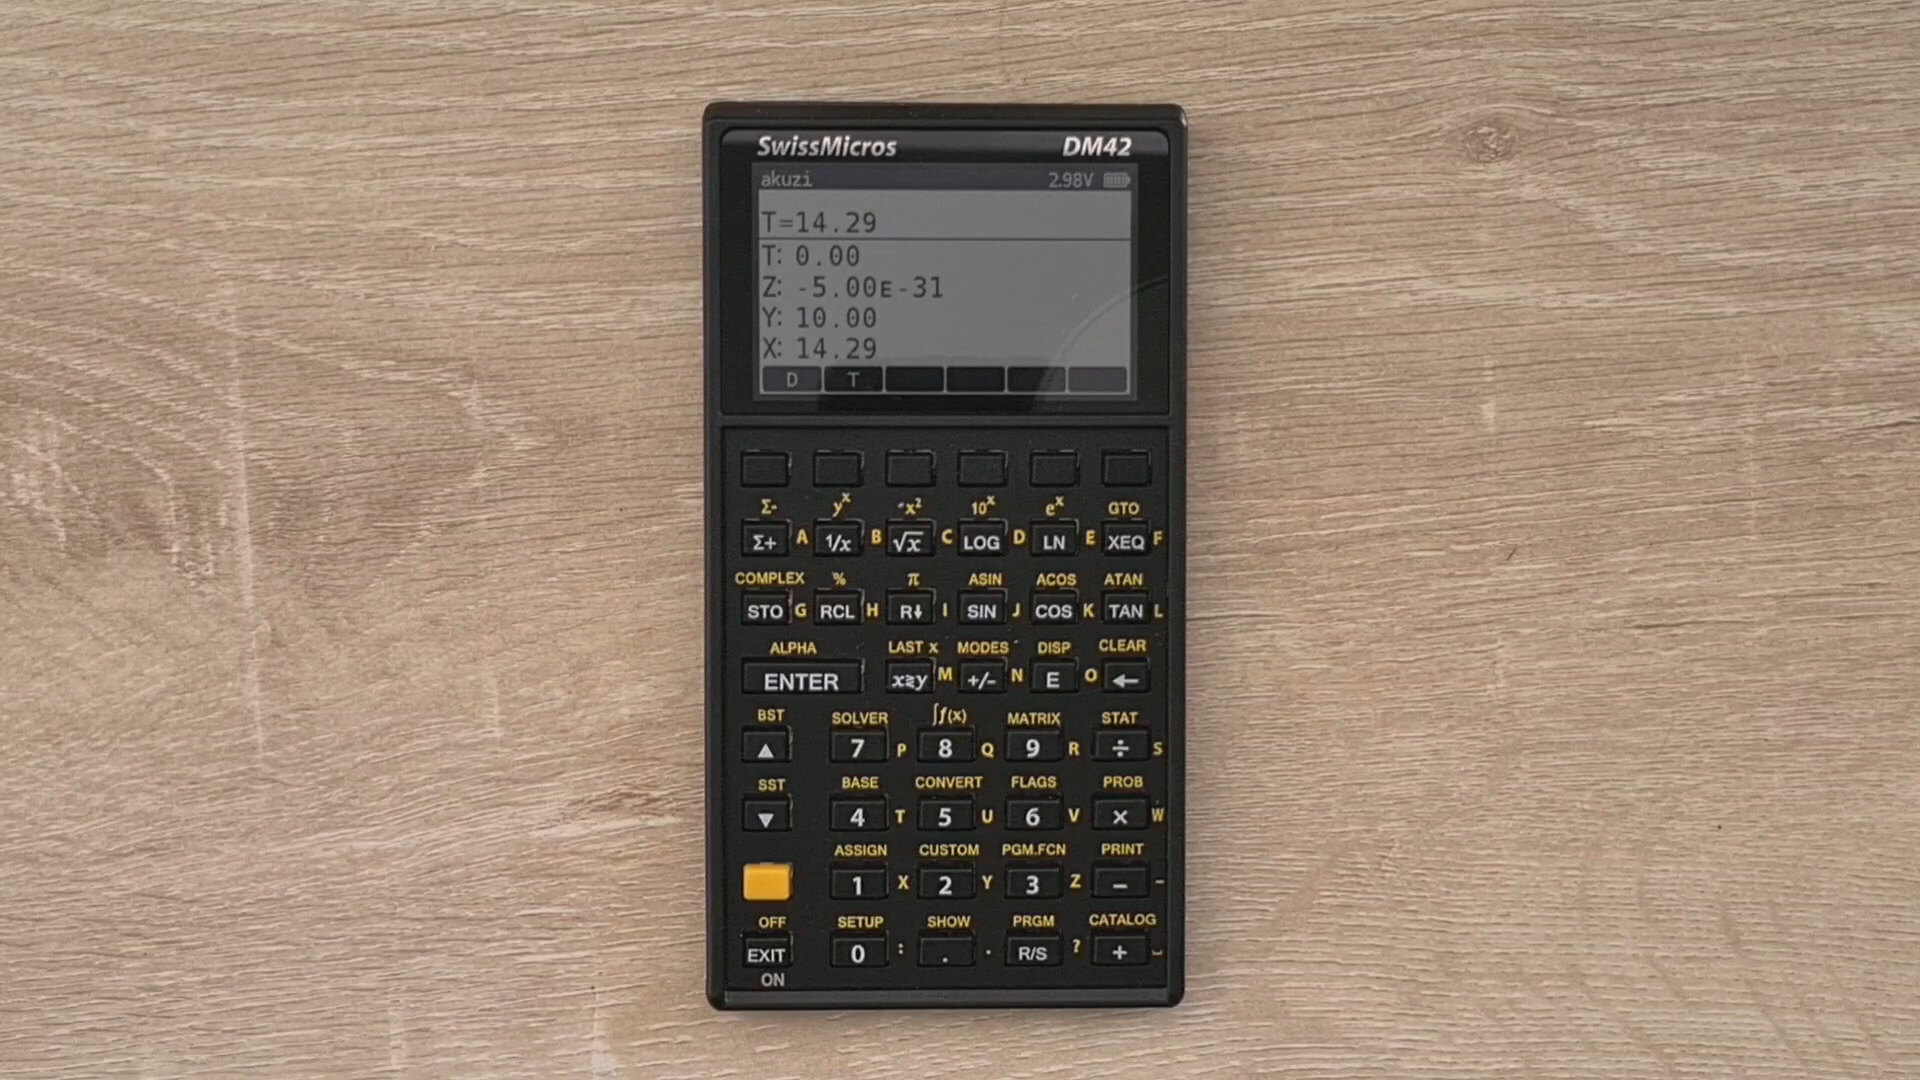 SwissMicros DM42
akuzi 2.98V
T=14.29
T: 0.00
Z: -5.00E-31
Y: 10.00
X: 14.29
D T
Σ- yˣ x² 10ˣ eˣ GTO
Σ+ A 1/x B √x C LOG D LN E XEQ F
COMPLEX % π ASIN ACOS ATAN
STO G RCL H R↓ I SIN J COS K TAN L
ALPHA LAST x MODES DISP CLEAR
ENTER x≷y M +/- N E O ←
BST SOLVER ∫f(x) MATRIX STAT
▲ 7 P 8 Q 9 R ÷ S
SST BASE CONVERT FLAGS PROB
▼ 4 T 5 U 6 V × W
ASSIGN CUSTOM PGM.FCN PRINT
1 X 2 Y 3 Z − -
OFF SETUP SHOW PRGM CATALOG
EXIT 0 : . . R/S ? + ␣
ON